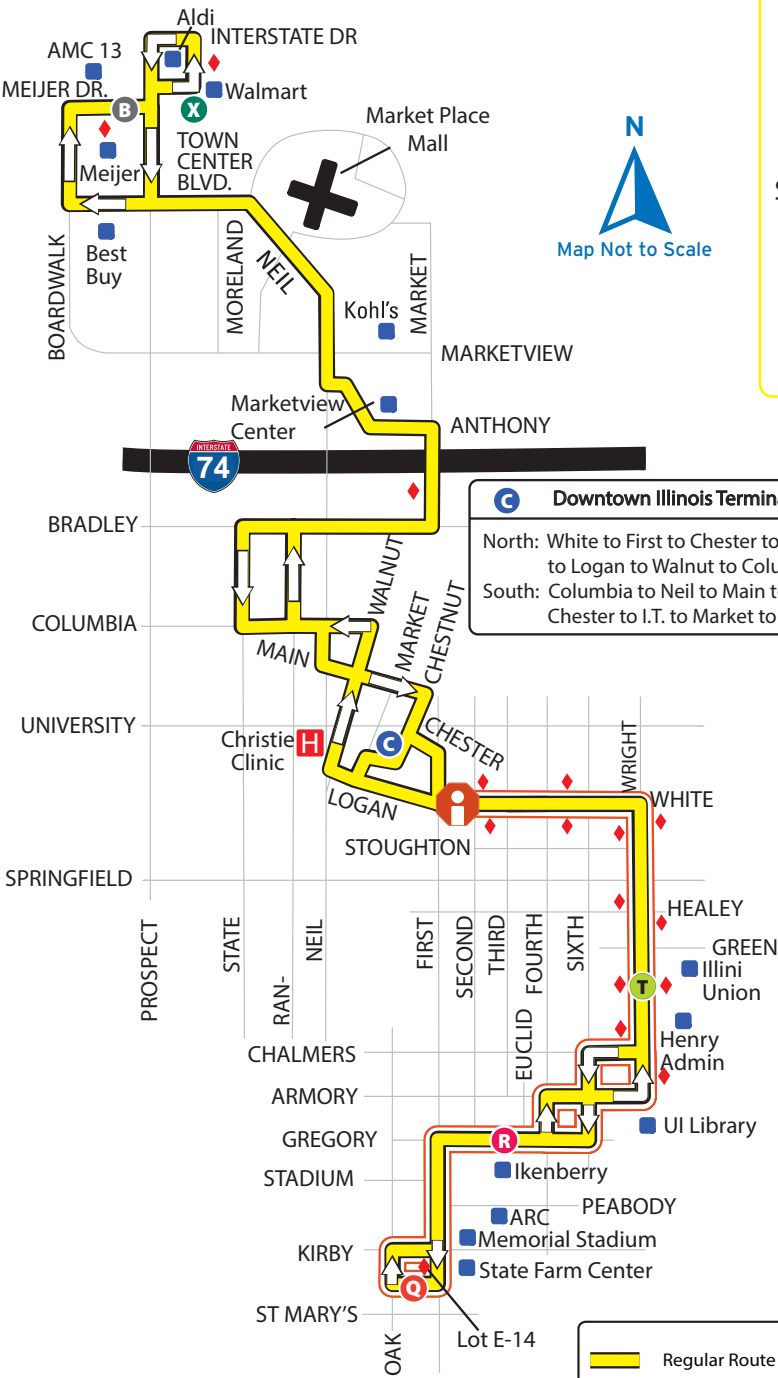 Aldi
INTERSTATE DR
AMC 13
MEIJER DR.
Walmart
B
X
TOWN
CENTER
BLVD.
Meijer
Market Place
Mall
N
Map Not to Scale
S
Best
Buy
BOARDWALK
MORELAND
NEIL
MARKET
Kohl's
MARKETVIEW
Marketview
Center
ANTHONY
INTERSTATE
74
C
Downtown Illinois Termina
North: White to First to Chester to
to Logan to Walnut to Colu
South: Columbia to Neil to Main to
Chester to I.T. to Market to
BRADLEY
WALNUT
MARKET
CHESTNUT
COLUMBIA
MAIN
UNIVERSITY
Christie
Clinic
H
C
CHESTER
WRIGHT
LOGAN
i
WHITE
STOUGHTON
SPRINGFIELD
HEALEY
PROSPECT
STATE
RAN-
NEIL
FIRST
SECOND
THIRD
FOURTH
SIXTH
GREEN
Illini
Union
T
EUCLID
Henry
Admin
CHALMERS
ARMORY
UI Library
GREGORY
R
Ikenberry
STADIUM
PEABODY
ARC
Memorial Stadium
KIRBY
State Farm Center
Q
ST MARY'S
OAK
Lot E-14
Regular Route